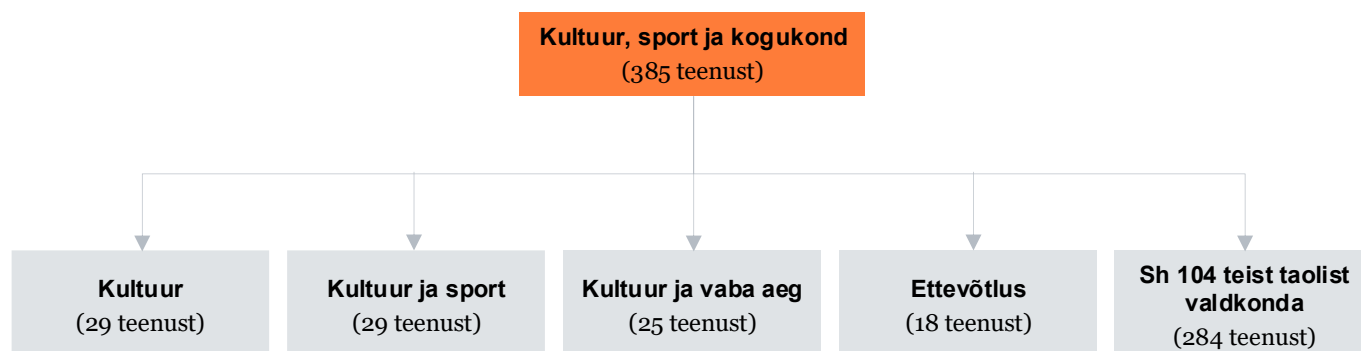 Kultuur, sport ja kogukond
(385 teenust)
Kultuur
(29 teenust)
Kultuur ja sport
(29 teenust)
Kultuur ja vaba aeg
(25 teenust)
Ettevõtlus
(18 teenust)
Sh 104 teist taolist
valdkonda
(284 teenust)